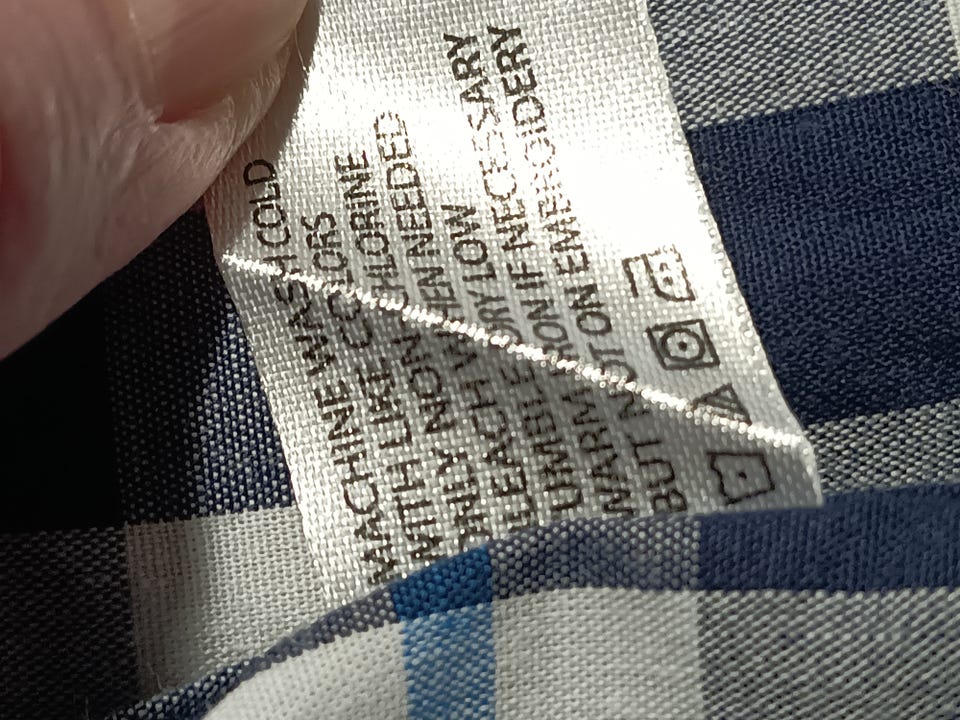 MACHINE WASH COLD
WITH LIKE COLORS
ONLY NON-CHLORINE
BLEACH WHEN NEEDED
TUMBLE DRY LOW
WARM IRON IF NECESSARY
BUT NOT ON EMBROIDERY